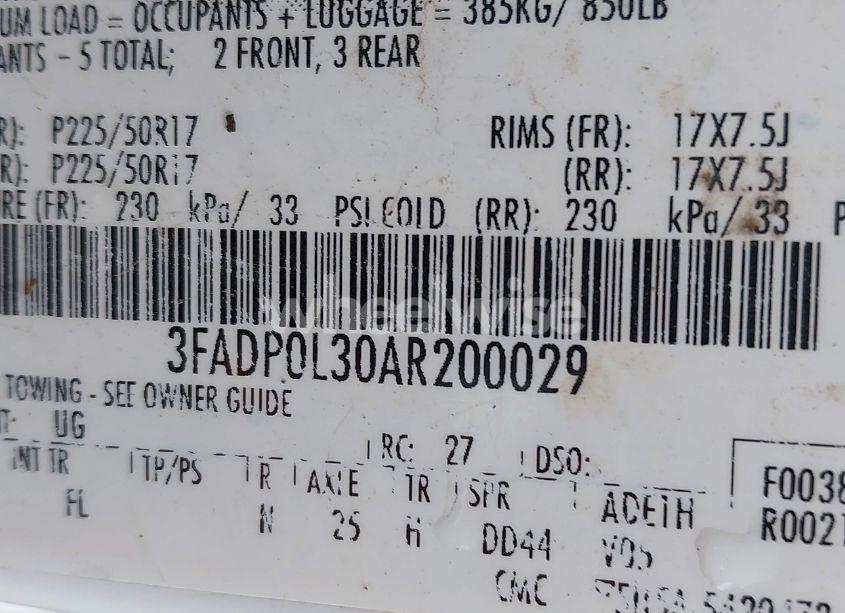 UM LOAD = OCCUPANTS + LUGGAGE = 385KG/ 850LB
ANTS - 5 TOTAL; 2 FRONT, 3 REAR
R): P225/50R17 RIMS (FR): 17X7.5J
R): P225/50R17 (RR): 17X7.5J
RE (FR): 230 kPa/ 33 PSI COLD (RR): 230 kPa/ 33 P
wheelwise
3FADP0L30AR200029
TOWING - SEE OWNER GUIDE
T: UG RC: 27 DSO:
INT TR TP/PS R AXLE TR SPR ADETH F0038
FL N 25 H DD44 V05 R0021
CMC